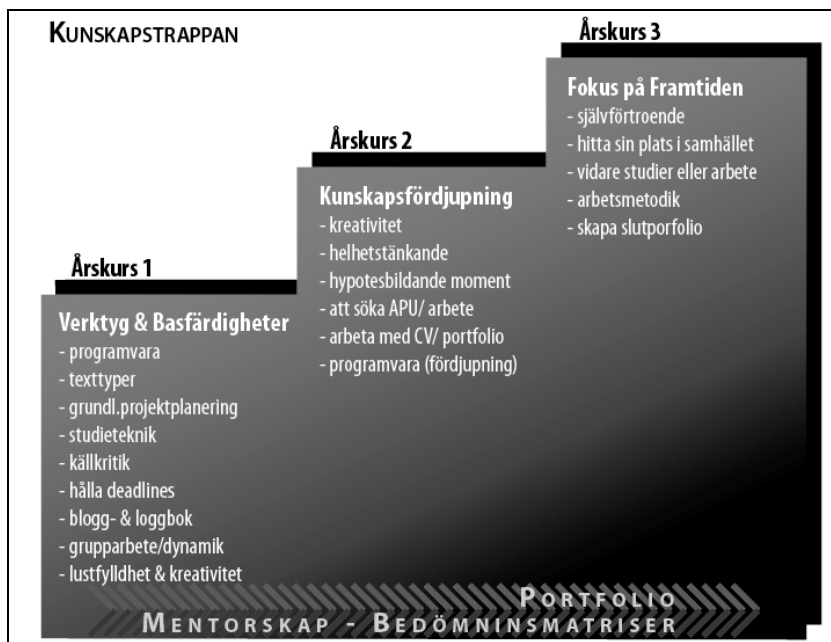 KUNSKAPSTRAPPAN
Årskurs 1
Verktyg & Basfärdigheter
- programvara
- texttyper
- grundl.projektplanering
- studieteknik
- källkritik
- hålla deadlines
- blogg- & loggbok
- grupparbete/dynamik
- lustfylldhet & kreativitet
Årskurs 2
Kunskapsfördjupning
- kreativitet
- helhetstänkande
- hypotesbildande moment
- att söka APU/ arbete
- arbeta med CV/ portfolio
- programvara (fördjupning)
Årskurs 3
Fokus på Framtiden
- självförtroende
- hitta sin plats i samhället
- vidare studier eller arbete
- arbetsmetodik
- skapa slutporfolio
PORTFOLIO
MENTORSKAP - BEDÖMNINSMATRISER